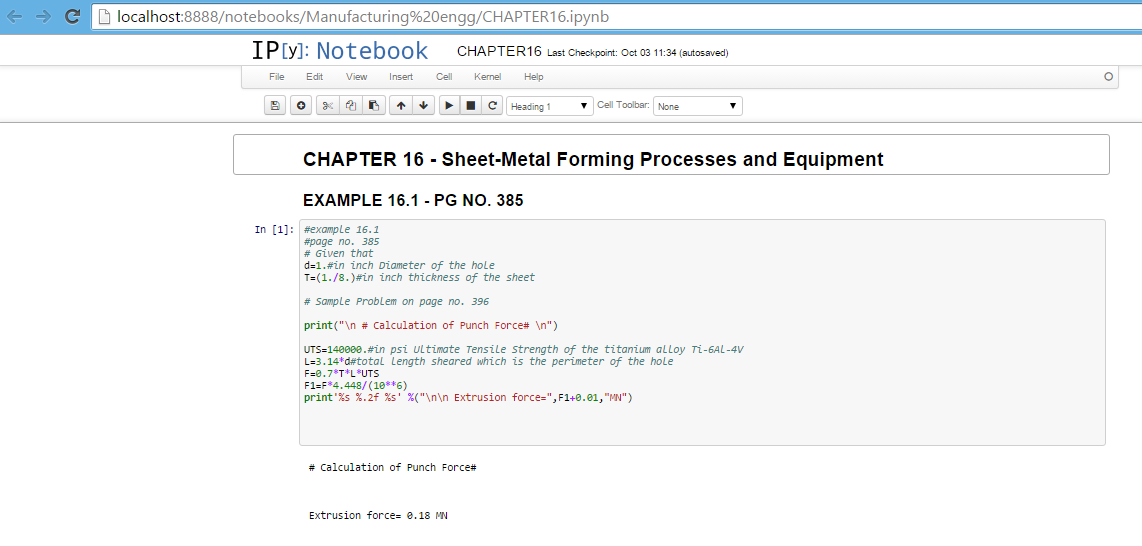 localhost:8888/notebooks/Manufacturing%20engg/CHAPTER16.ipynb
IP[y]: Notebook CHAPTER16 Last Checkpoint: Oct 03 11:34 (autosaved)
File Edit View Insert Cell Kernel Help
Heading 1 Cell Toolbar: None
CHAPTER 16 - Sheet-Metal Forming Processes and Equipment
EXAMPLE 16.1 - PG NO. 385
In [1]: #example 16.1
#page no. 385
# Given that
d=1.#in inch Diameter of the hole
T=(1./8.)#in inch thickness of the sheet
# Sample Problem on page no. 396
print("\n # Calculation of Punch Force# \n")
UTS=140000.#in psi Ultimate Tensile Strength of the titanium alloy Ti-6Al-4V
L=3.14*d#total length sheared which is the perimeter of the hole
F=0.7*T*L*UTS
F1=F*4.448/(10**6)
print'%s %.2f %s' %("\n\n Extrusion force=",F1+0.01,"MN")
# Calculation of Punch Force#
Extrusion force= 0.18 MN